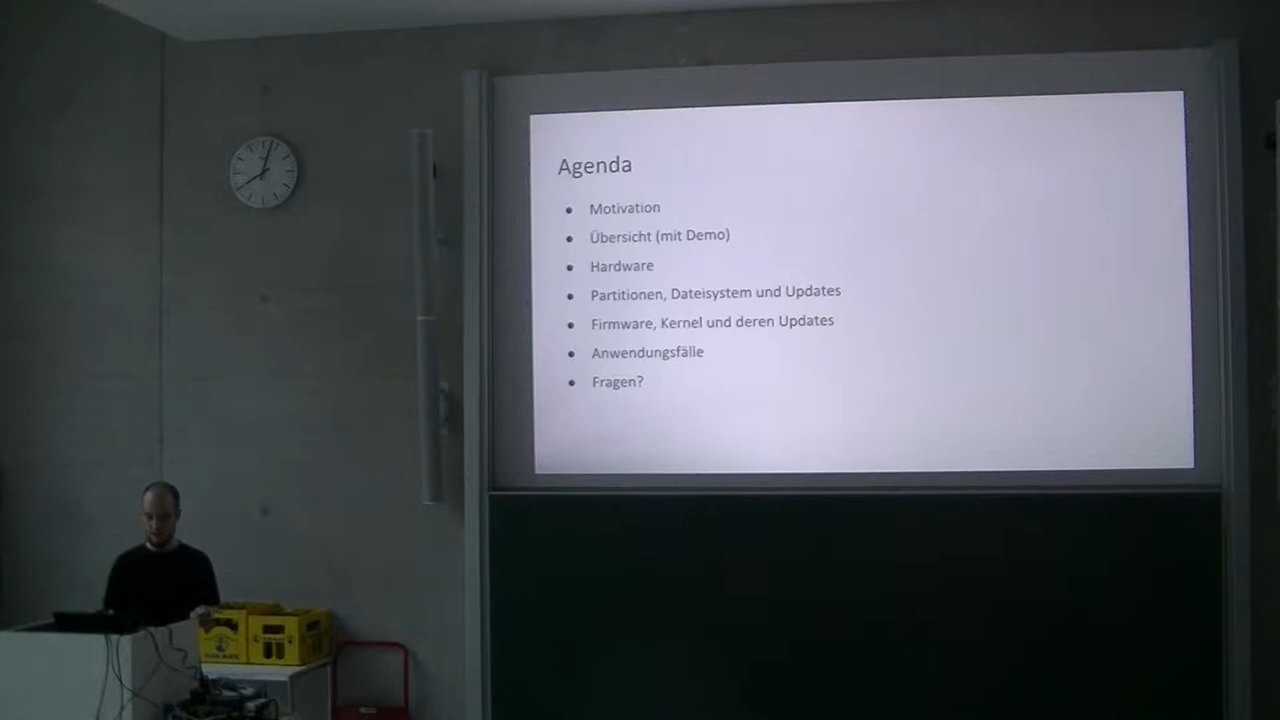 Agenda
● Motivation
● Übersicht (mit Demo)
● Hardware
● Partitionen, Dateisystem und Updates
● Firmware, Kernel und deren Updates
● Anwendungsfälle
● Fragen?